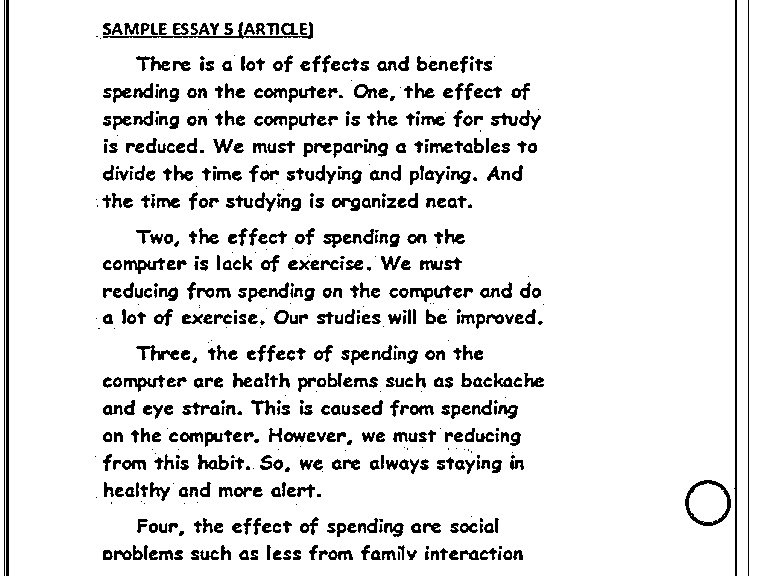 SAMPLE ESSAY 5 (ARTICLE)
There is a lot of effects and benefits
spending on the computer. One, the effect of
spending on the computer is the time for study
is reduced. We must preparing a timetables to
divide the time for studying and playing. And
the time for studying is organized neat.
Two, the effect of spending on the
computer is lack of exercise. We must
reducing from spending on the computer and do
a lot of exercise. Our studies will be improved.
Three, the effect of spending on the
computer are health problems such as backache
and eye strain. This is caused from spending
on the computer. However, we must reducing
from this habit. So, we are always staying in
healthy and more alert.
Four, the effect of spending are social
problems such as less from family interaction